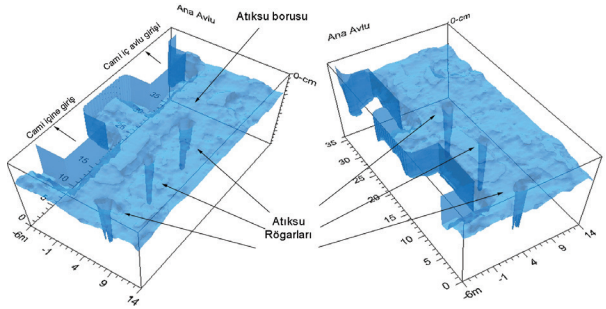 Ana Avlu
Atıksu borusu
Cami iç avlu girişi
Cami içine giriş
0-cm
35
25
15
10
5
0
-6m
-1
4
9
14
Atıksu
Rögarları
Ana Avlu
0-cm
35
30
25
20
15
10
5
0
-6m
-1
4
9
14